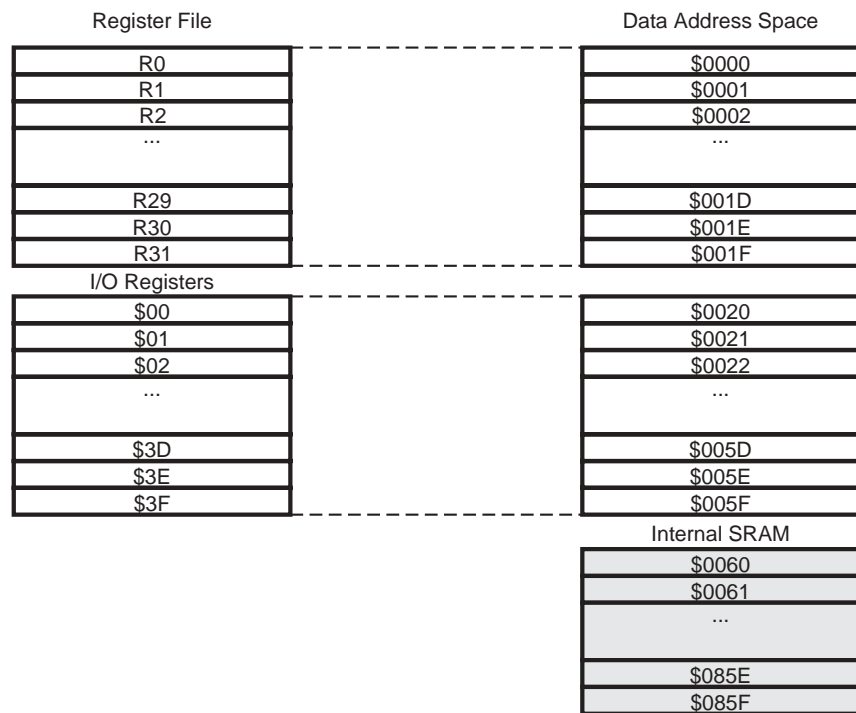 Register File
R0
R1
R2
...
R29
R30
R31
I/O Registers
$00
$01
$02
...
$3D
$3E
$3F
Data Address Space
$0000
$0001
$0002
...
$001D
$001E
$001F
$0020
$0021
$0022
...
$005D
$005E
$005F
Internal SRAM
$0060
$0061
...
$085E
$085F